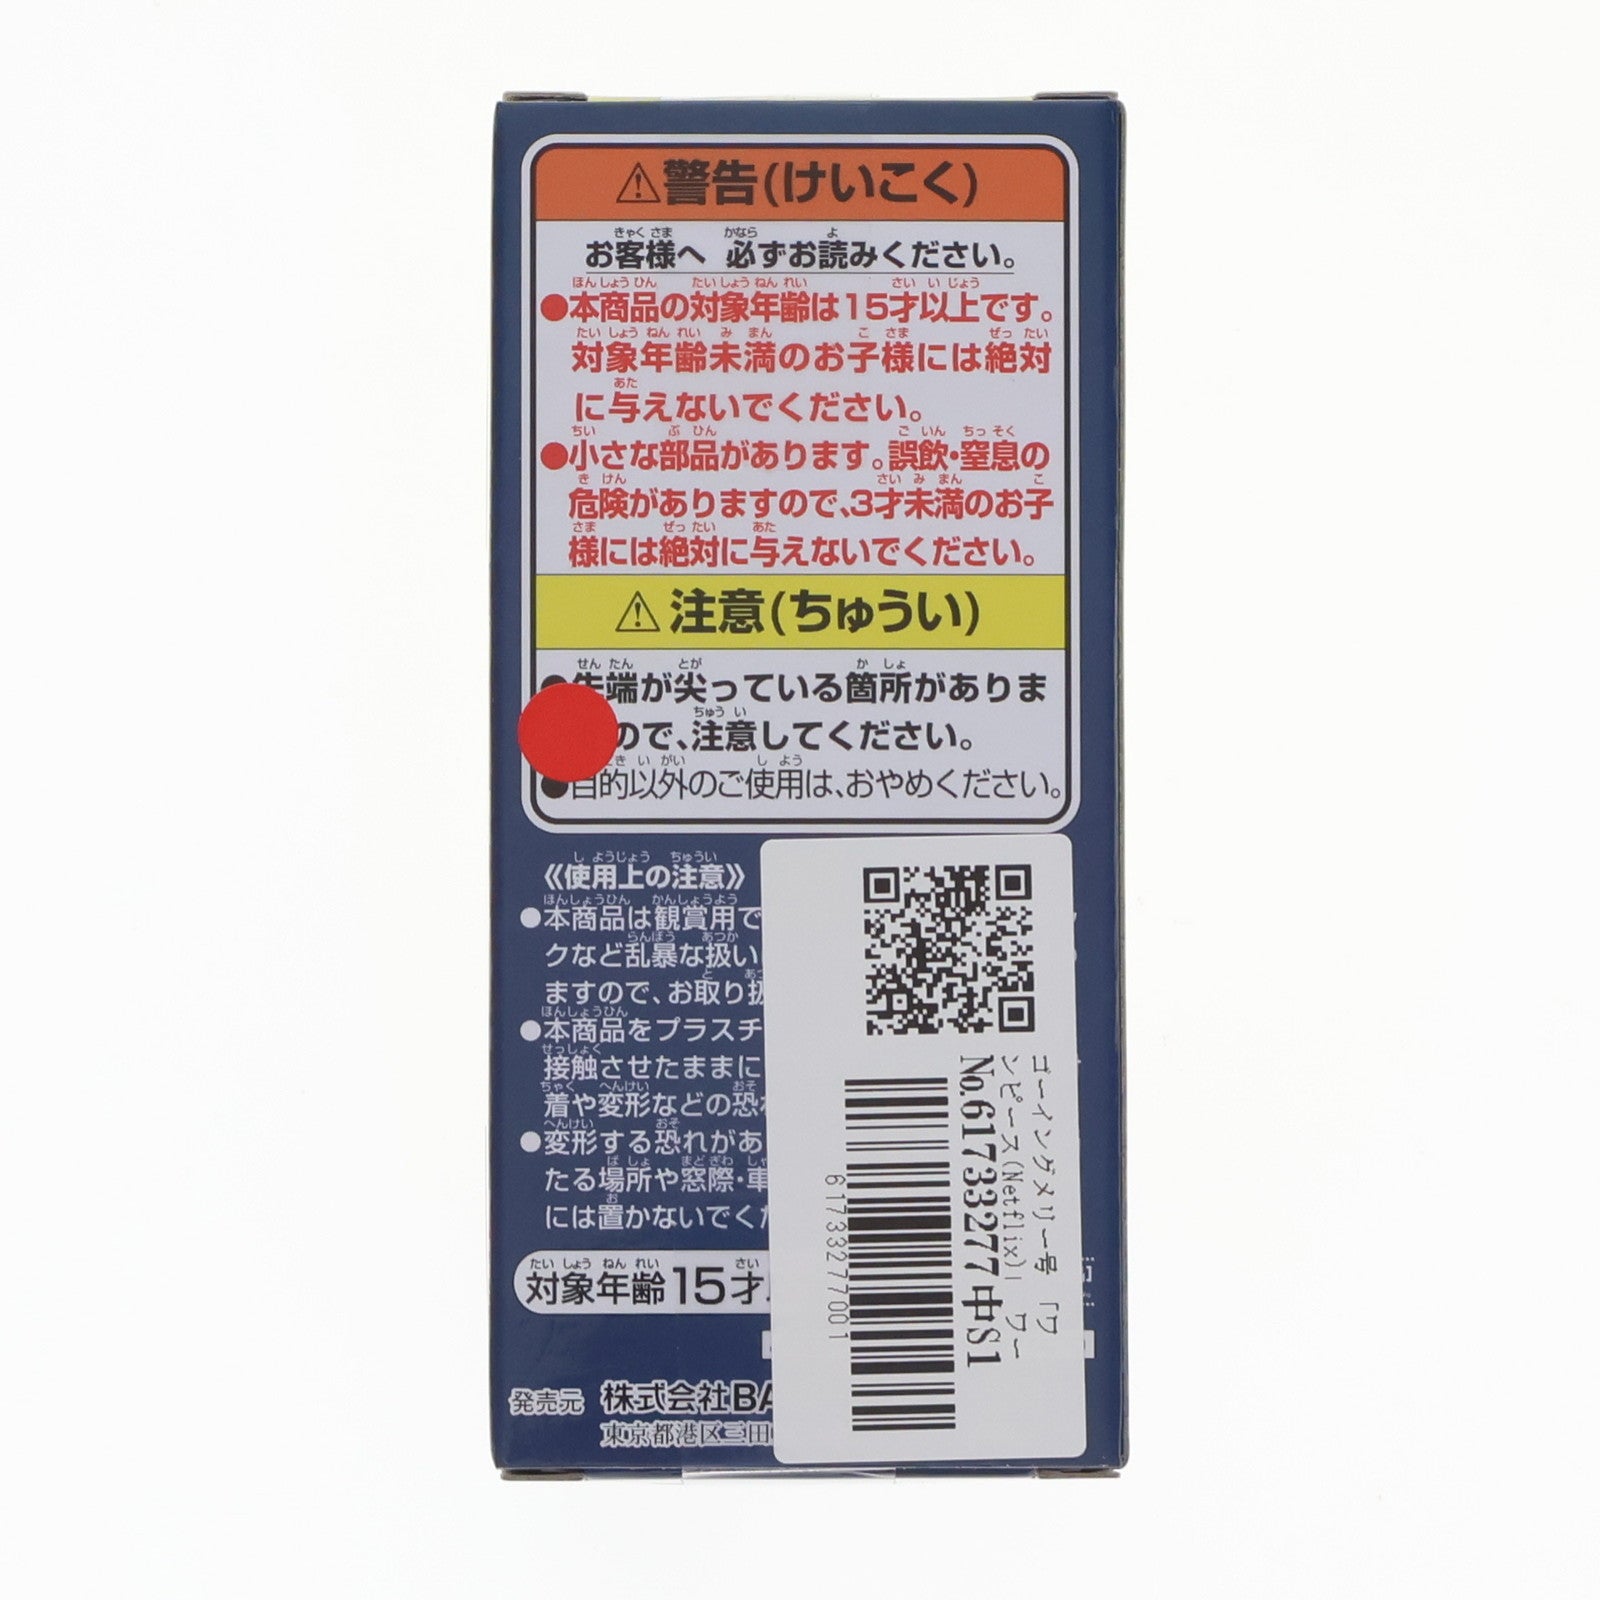 ⚠警告(けいこく)
お客様へ 必ずお読みください。
●本商品の対象年齢は15才以上です。
対象年齢未満のお子様には絶対
に与えないでください。
●小さな部品があります。誤飲・窒息の
危険がありますので、3才未満のお子
様には絶対に与えないでください。
⚠注意(ちゅうい)
端が尖っている箇所がありま
ので、注意してください。
●目的以外のご使用は、おやめください。
《使用上の注意》
●本商品は観賞用で
クなど乱暴な扱い
ますので、お取り扱
●本商品をプラスチ
接触させたままに
着や変形などの恐
●変形する恐れがあ
たる場所や窓際・車
には置かないでく
対象年齢15才
発売元 株式会社BA
東京都港区三田
ゴーイングメリー号 「ワ
ンピース(Netflix)」 ワー
No.61733277中S1
61733277001